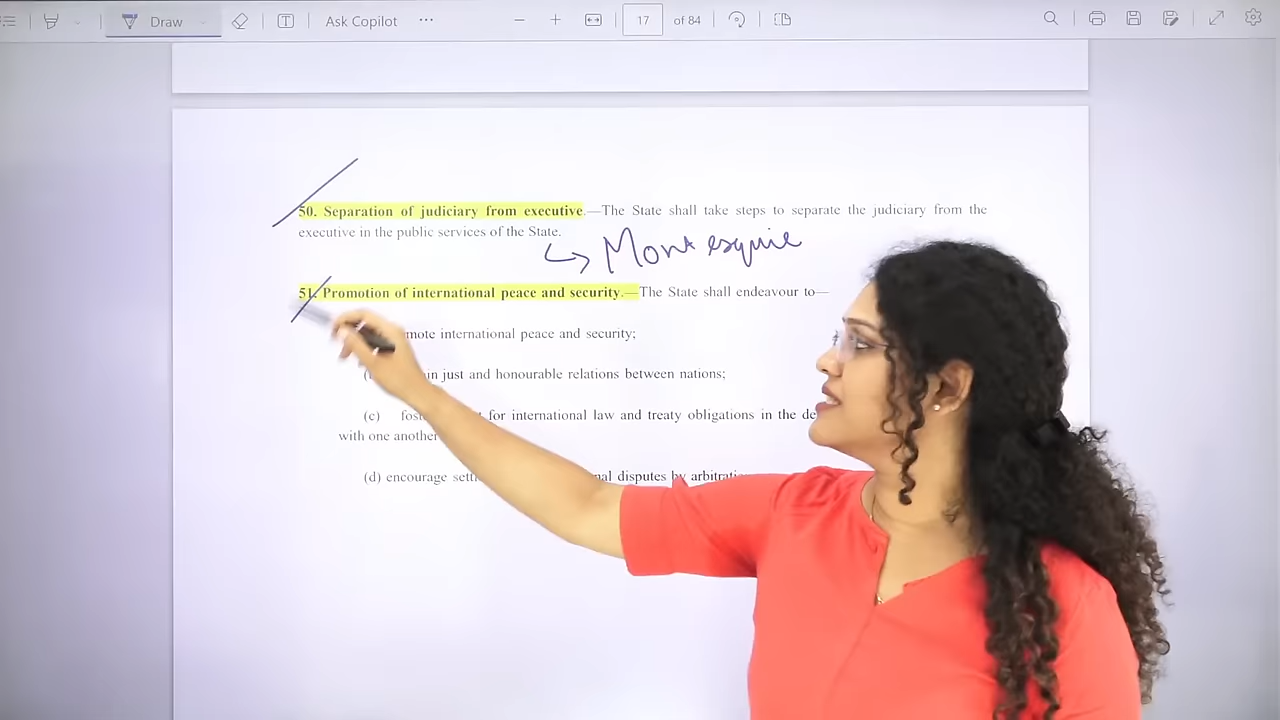 Draw
Ask Copilot
17 of 84
50. Separation of judiciary from executive.—The State shall take steps to separate the judiciary from the
executive in the public services of the State.
Montesquie
51. Promotion of international peace and security.—The State shall endeavour to—
mote international peace and security;
in just and honourable relations between nations;
(c) fost for international law and treaty obligations in the de
with one another
(d) encourage settl nal disputes by arbitratio